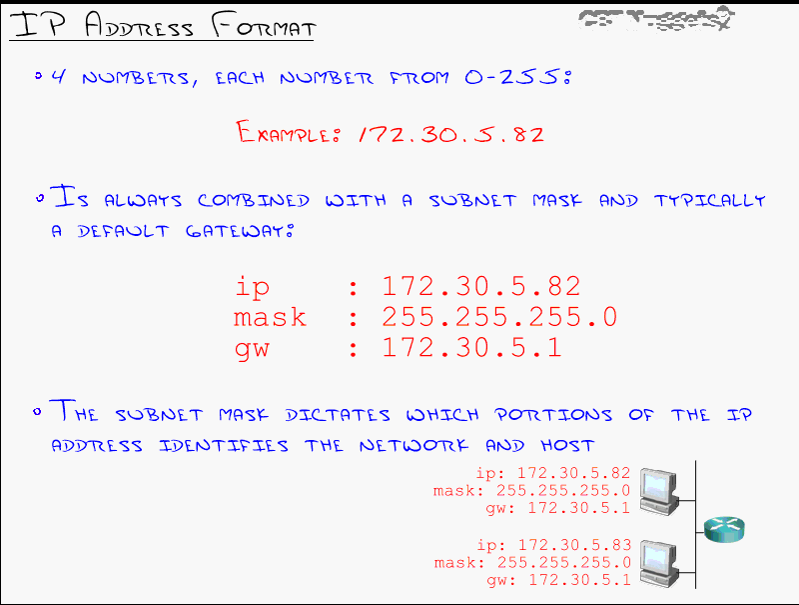 IP ADDRESS FORMAT
4 NUMBERS, EACH NUMBER FROM 0-255:
EXAMPLE: 172.30.5.82
IS ALWAYS COMBINED WITH A SUBNET MASK AND TYPICALLY
A DEFAULT GATEWAY:
ip : 172.30.5.82
mask : 255.255.255.0
gw : 172.30.5.1
THE SUBNET MASK DICTATES WHICH PORTIONS OF THE IP
ADDRESS IDENTIFIES THE NETWORK AND HOST
ip: 172.30.5.82
mask: 255.255.255.0
gw: 172.30.5.1
ip: 172.30.5.83
mask: 255.255.255.0
gw: 172.30.5.1